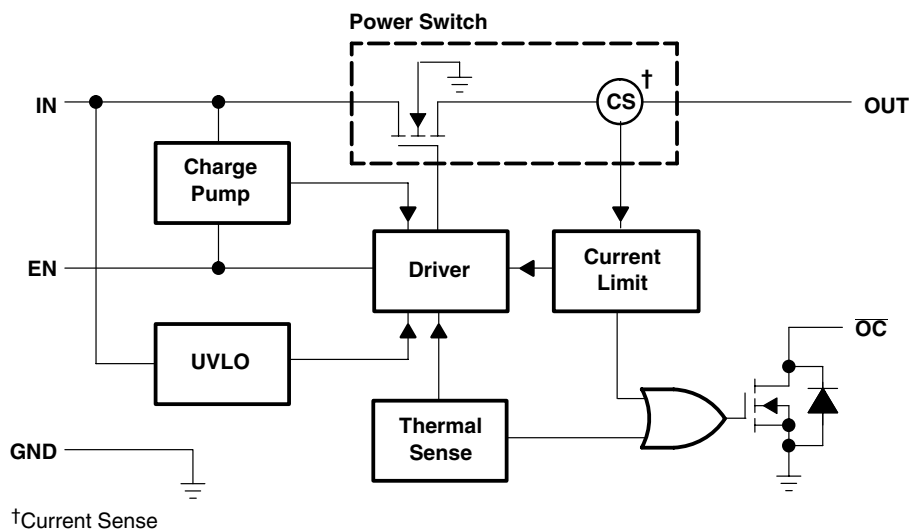 Power Switch
†
IN
CS
OUT
Charge
Pump
EN
Driver
Current
Limit
UVLO
OC
Thermal
Sense
GND
†Current Sense